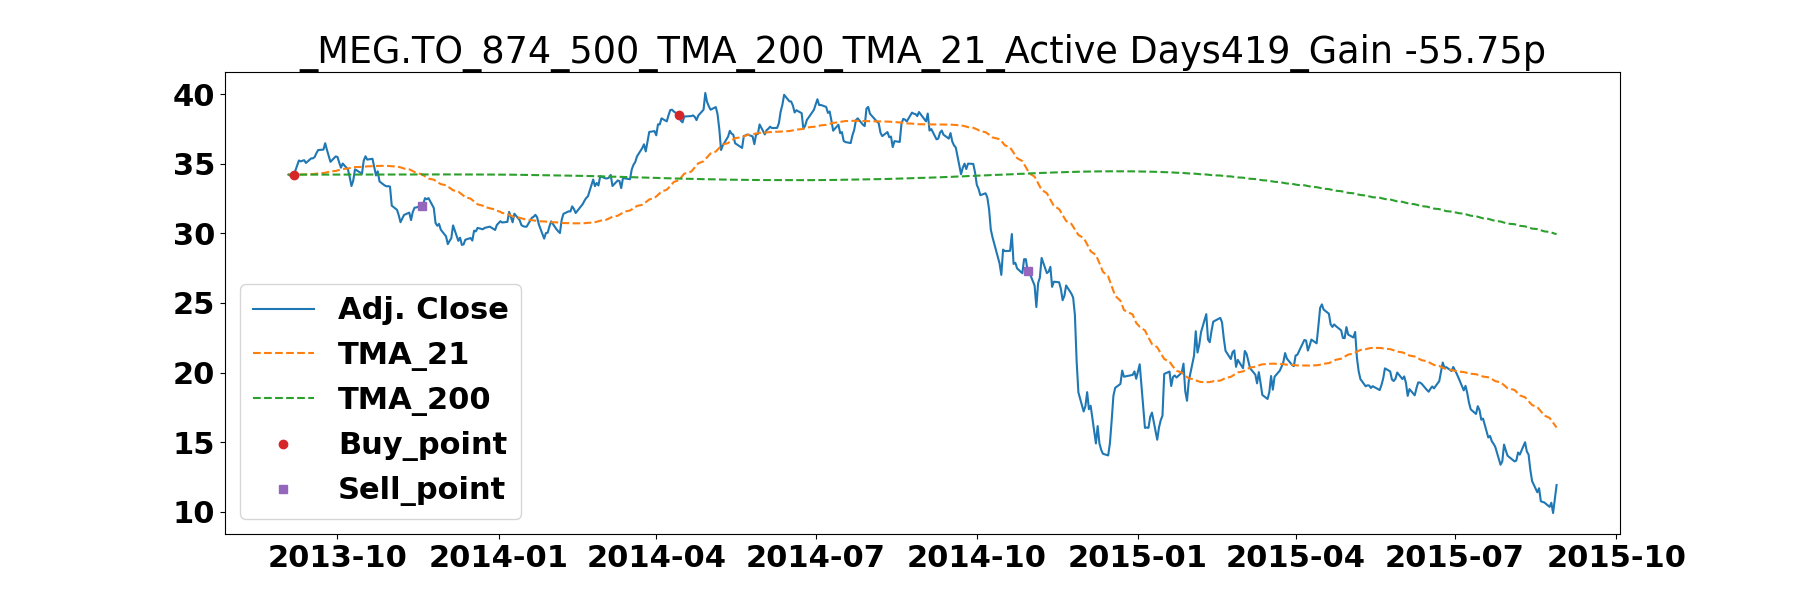 _MEG.TO_874_500_TMA_200_TMA_21_Active Days419_Gain -55.75p
40
35
30
25
20
15
10
Adj. Close
TMA_21
TMA_200
Buy_point
Sell_point
2013-10 2014-01 2014-04 2014-07 2014-10 2015-01 2015-04 2015-07 2015-10